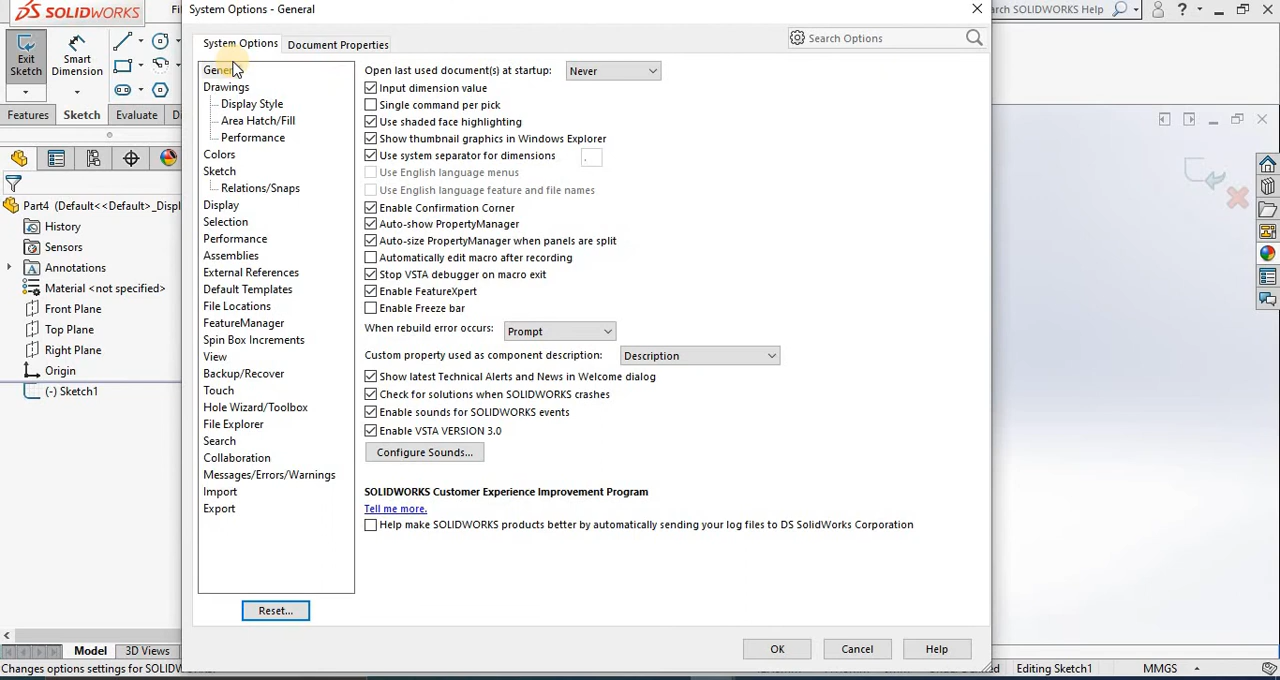 System Options - General
SOLIDWORKS
Search SOLIDWORKS Help
System Options
Document Properties
Search Options
Exit Sketch
Smart Dimension
Features
Sketch
Evaluate
Part4 (Default<<Default>_Displ
History
Sensors
Annotations
Material <not specified>
Front Plane
Top Plane
Right Plane
Origin
(-) Sketch1
Drawings
Display Style
Area Hatch/Fill
Performance
Colors
Sketch
Relations/Snaps
Display
Selection
Performance
Assemblies
External References
Default Templates
File Locations
FeatureManager
Spin Box Increments
View
Backup/Recover
Touch
Hole Wizard/Toolbox
File Explorer
Search
Collaboration
Messages/Errors/Warnings
Import
Export
Reset...
Open last used document(s) at startup: Never
Input dimension value
Single command per pick
Use shaded face highlighting
Show thumbnail graphics in Windows Explorer
Use system separator for dimensions .
Use English language menus
Use English language feature and file names
Enable Confirmation Corner
Auto-show PropertyManager
Auto-size PropertyManager when panels are split
Automatically edit macro after recording
Stop VSTA debugger on macro exit
Enable FeatureXpert
Enable Freeze bar
When rebuild error occurs: Prompt
Custom property used as component description: Description
Show latest Technical Alerts and News in Welcome dialog
Check for solutions when SOLIDWORKS crashes
Enable sounds for SOLIDWORKS events
Enable VSTA VERSION 3.0
Configure Sounds...
SOLIDWORKS Customer Experience Improvement Program
Tell me more.
Help make SOLIDWORKS products better by automatically sending your log files to DS SolidWorks Corporation
OK
Cancel
Help
Model
3D Views
Changes options settings for SOLIDW
Editing Sketch1
MMGS